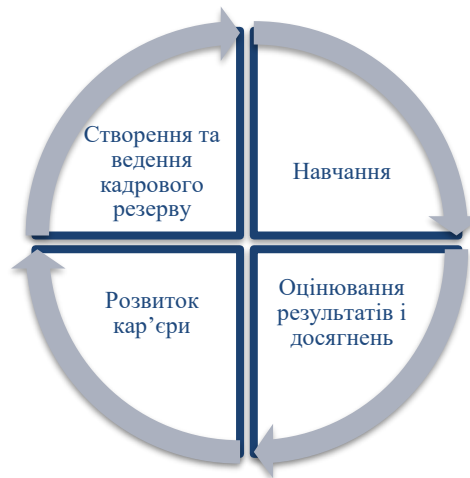 Створення та
ведення
кадрового
резерву
Навчання
Розвиток
кар’єри
Оцінювання
результатів і
досягнень